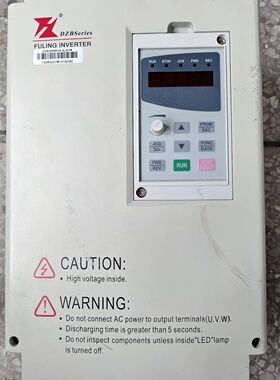 DZBSeries
FULING INVERTER
RUN STOP JOG FWD REV
PRGM
ESC
JOG
>>
FUNC
DATA
FWD
REV
RUN
CAUTION:
• High voltage inside.
WARNING:
• Do not connect AC power to output terminals(U.V.W).
• Discharging time is greater than 5 seconds.
• Do not inspect components unless inside"LED"lamp
is turned off.